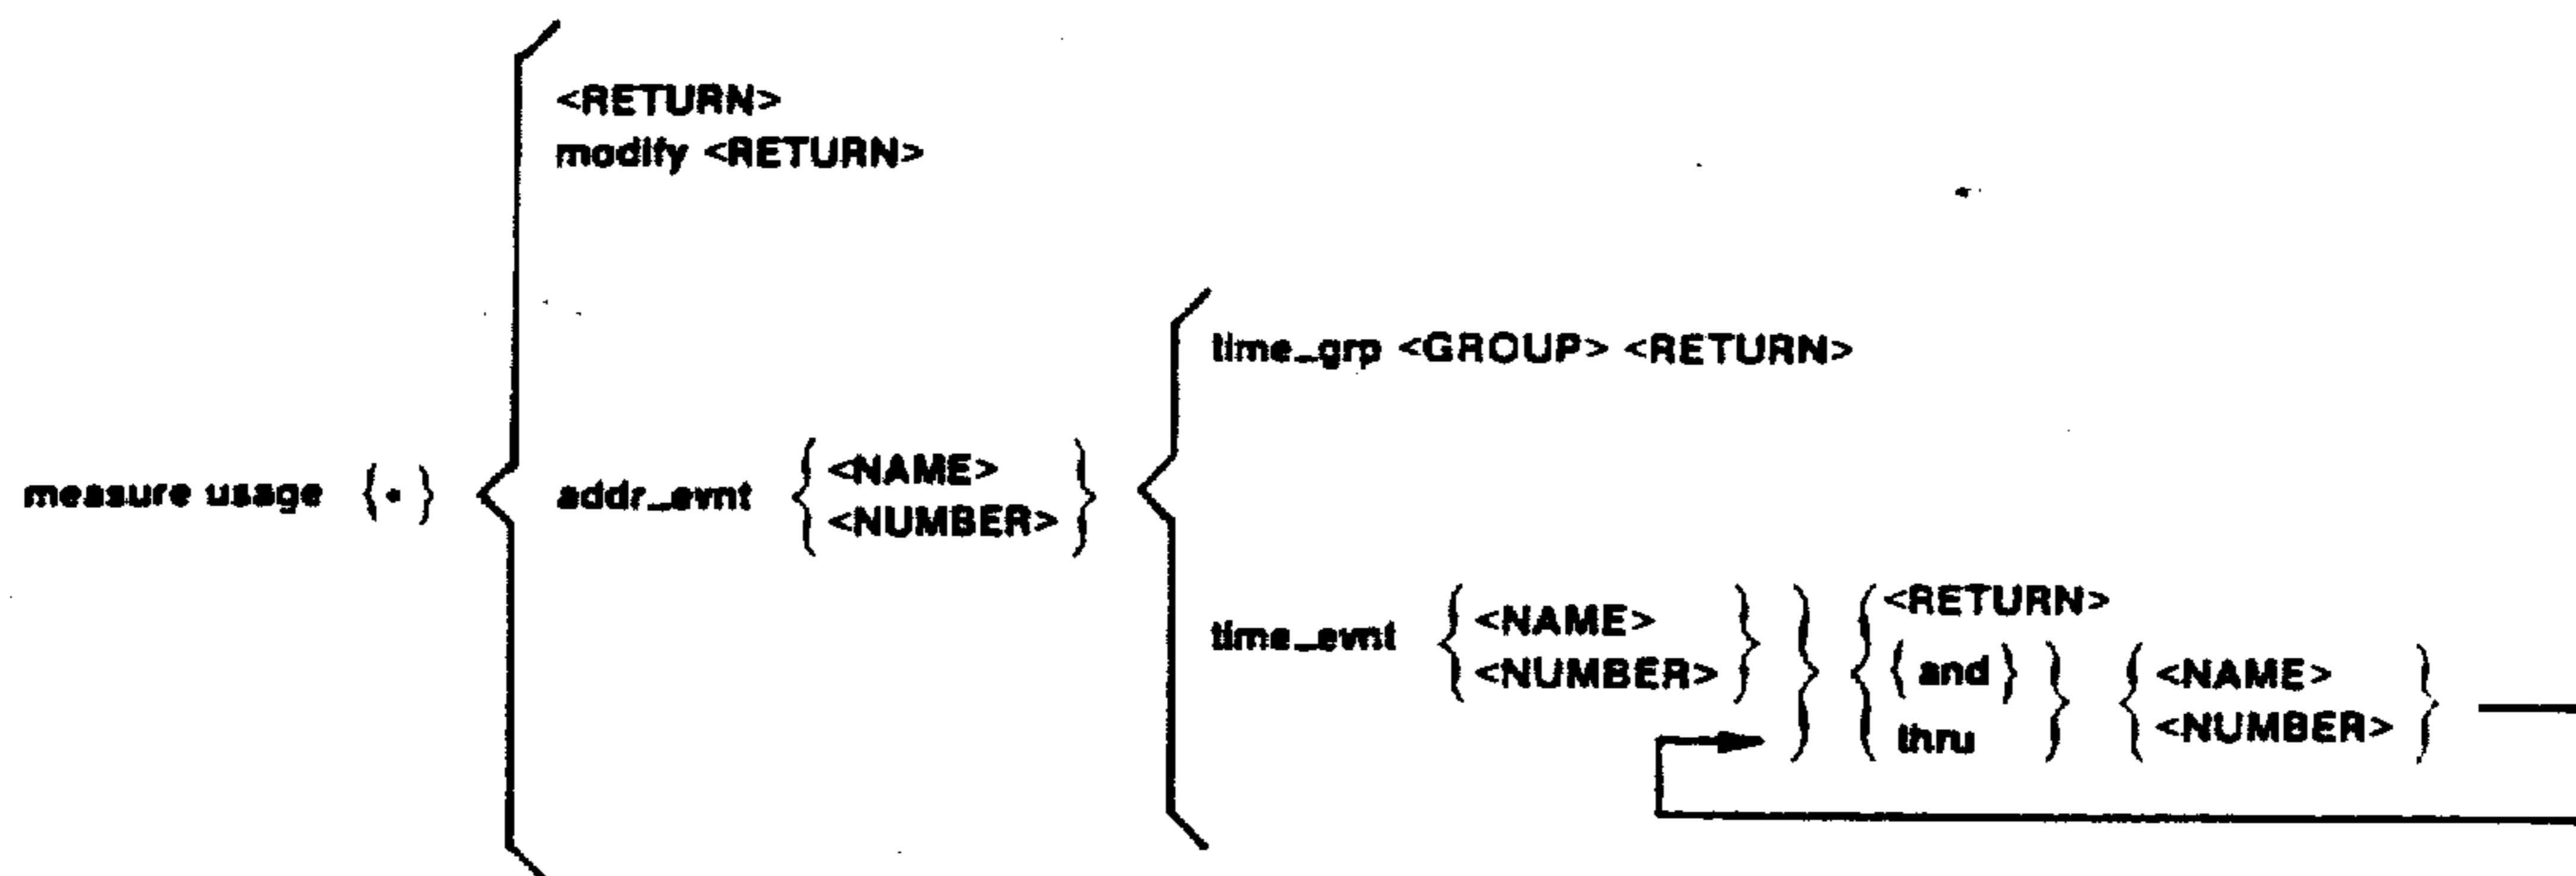 <RETURN>
modify <RETURN>
time_grp <GROUP> <RETURN>
measure usage { • }
addr_evnt { <NAME>
<NUMBER> }
time_evnt { <NAME>
<NUMBER> }
<RETURN>
{ and }
thru
<NAME>
<NUMBER>